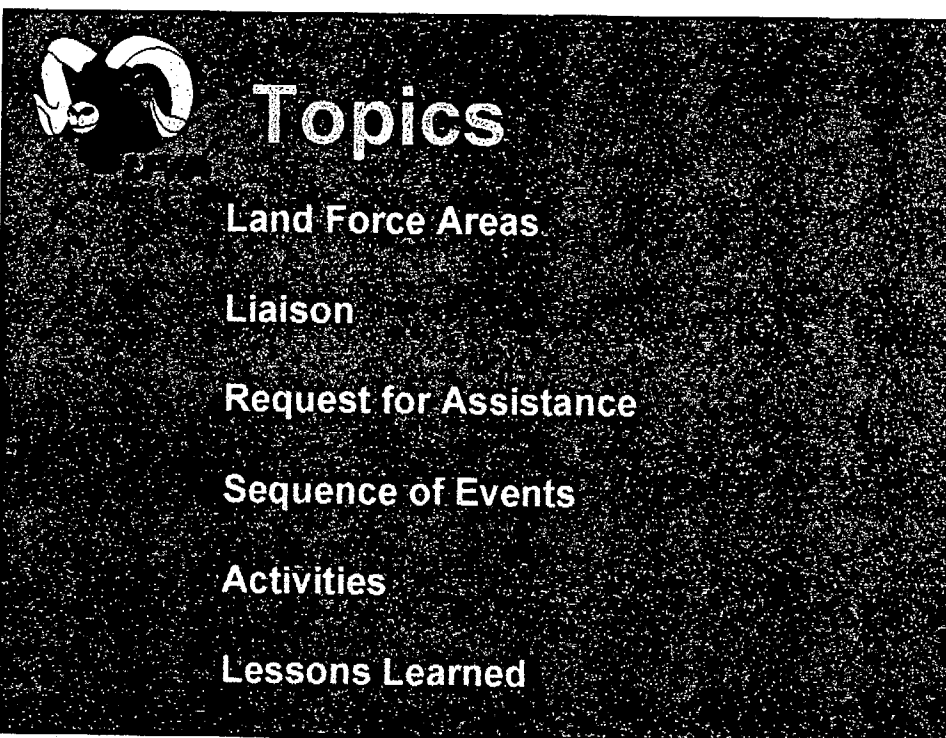 Topics
Land Force Areas
Liaison
Request for Assistance
Sequence of Events
Activities
Lessons Learned